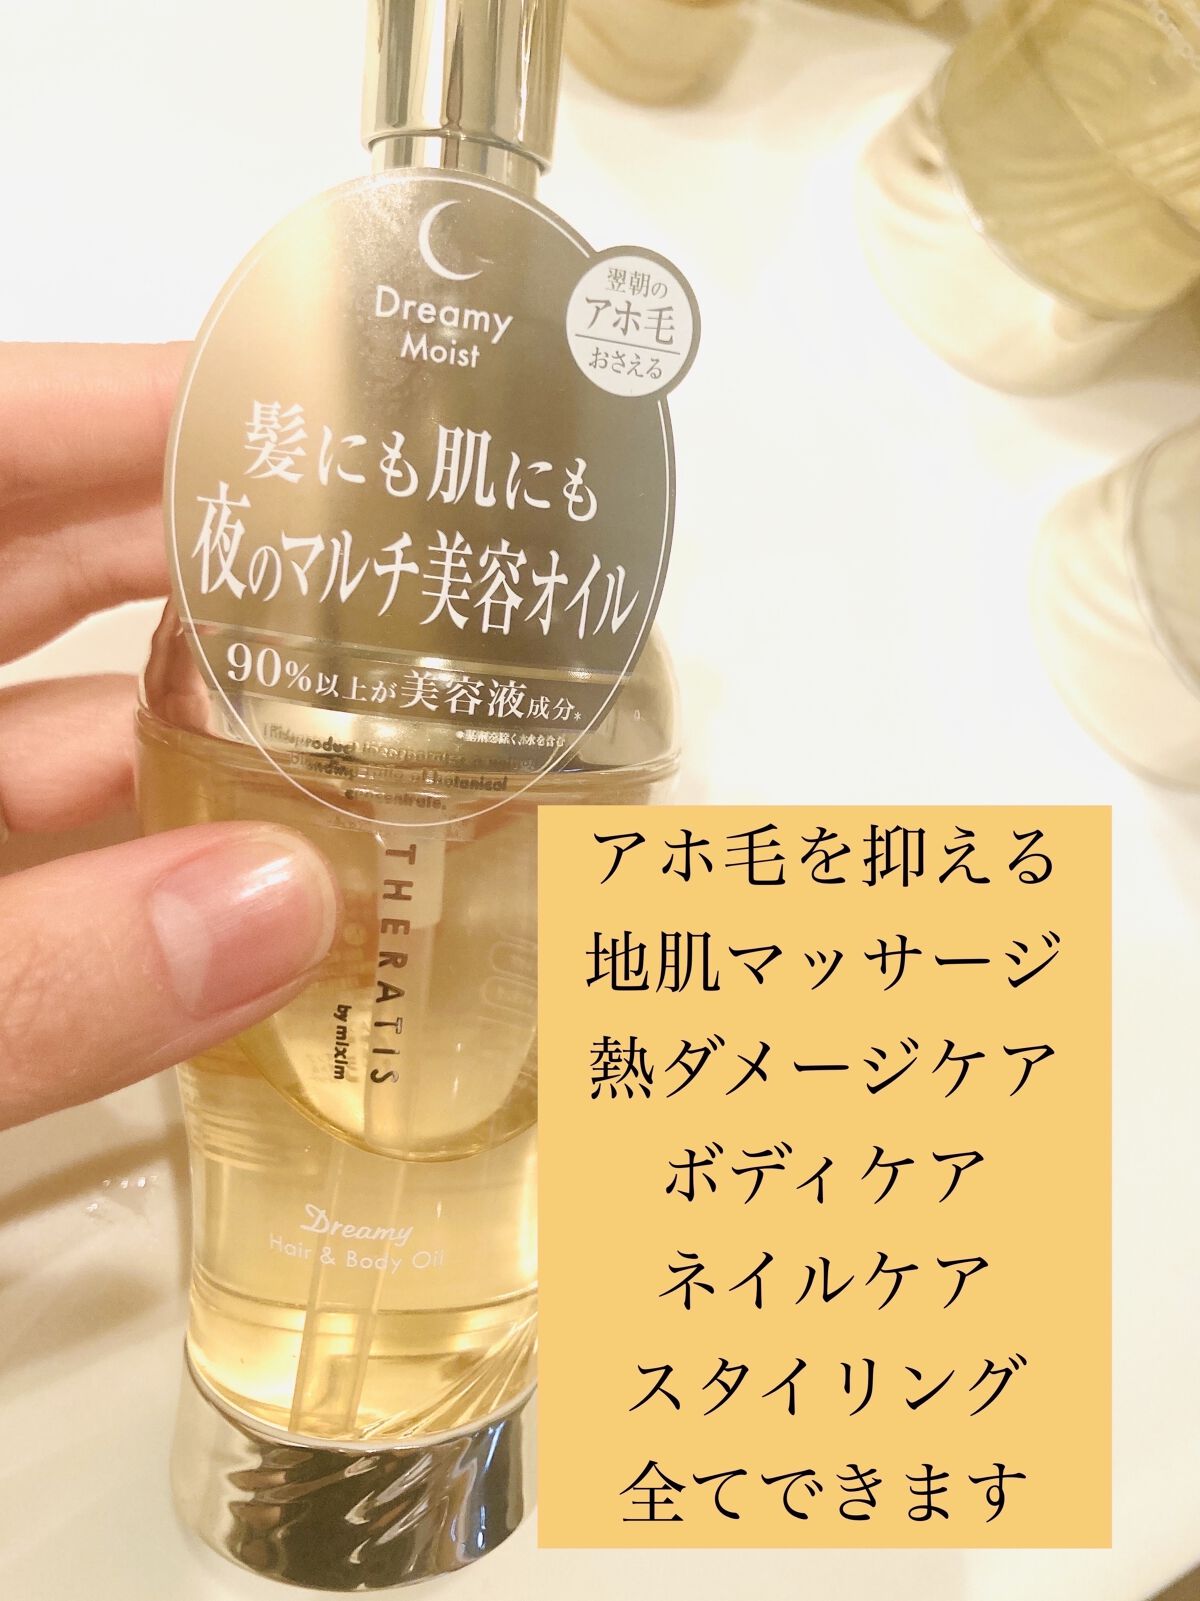 Dreamy
Moist
翌朝の
アホ毛
おさえる
髪にも肌にも
夜のマルチ美容オイル
90%以上が美容液成分*
THERATIS
by mixim
Dreamy
Hair & Body Oil
アホ毛を抑える
地肌マッサージ
熱ダメージケア
ボディケア
ネイルケア
スタイリング
全てできます